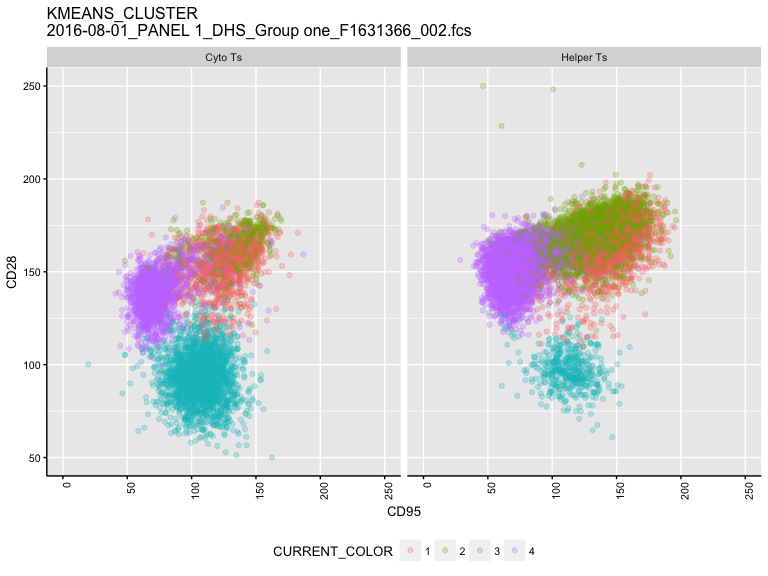 KMEANS_CLUSTER
2016-08-01_PANEL 1_DHS_Group one_F1631366_002.fcs
Cyto Ts
Helper Ts
250
200
150
100
50
CD28
0 50 100 150 200 250
0 50 100 150 200 250
CD95
CURRENT_COLOR 1 2 3 4